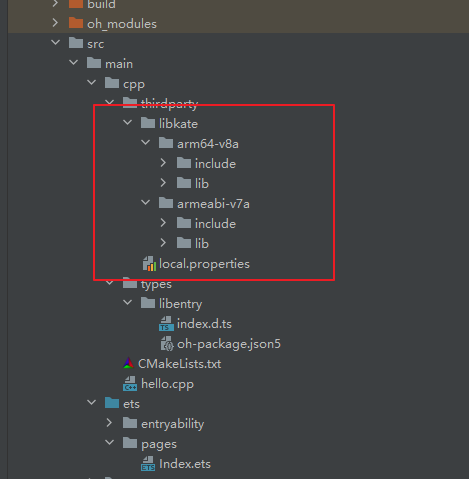 build
oh_modules
src
main
cpp
thirdparty
libkate
arm64-v8a
include
lib
armeabi-v7a
include
lib
local.properties
types
libentry
index.d.ts
oh-package.json5
CMakeLists.txt
hello.cpp
ets
entryability
pages
Index.ets